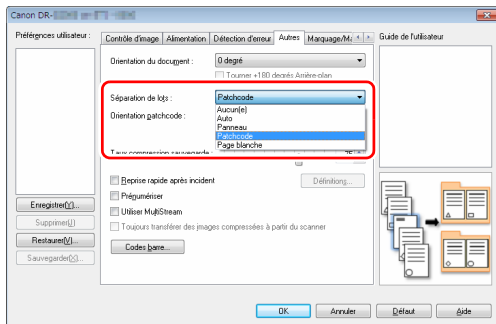 Canon DR-
Préférences utilisateur :
Contrôle d'image Alimentation Détection d'erreur Autres Marquage/M
Guide de l'utilisateur
Orientation du document : 0 degré
Tourner +180 degrés Arrière-plan
Séparation de lots : Patchcode
Orientation patchcode :
Aucun(e)
Auto
Panneau
Patchcode
Page blanche
Taux compression sauvegarde :
Reprise rapide après incident Définitions...
Prénumériser
Utiliser MultiStream
Toujours transférer des images compressées à partir du scanner
Codes barre...
Enregistrer(Y)...
Supprimer(U)
Restaurer(V)...
Sauvegarder(X)...
OK Annuler Défaut Aide